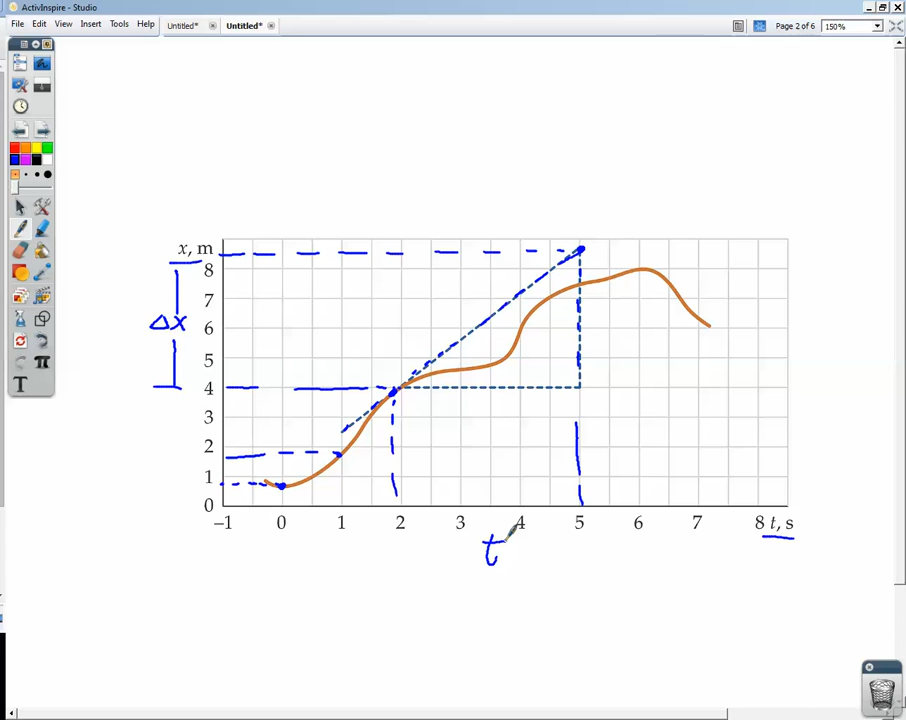 ActivInspire - Studio
File Edit View Insert Tools Help Untitled* Untitled* Page 2 of 6 150%
x, m
8
7
Δx
6
5
4
3
2
1
0
−1 0 1 2 3 4 5 6 7 8 t, s
t
T